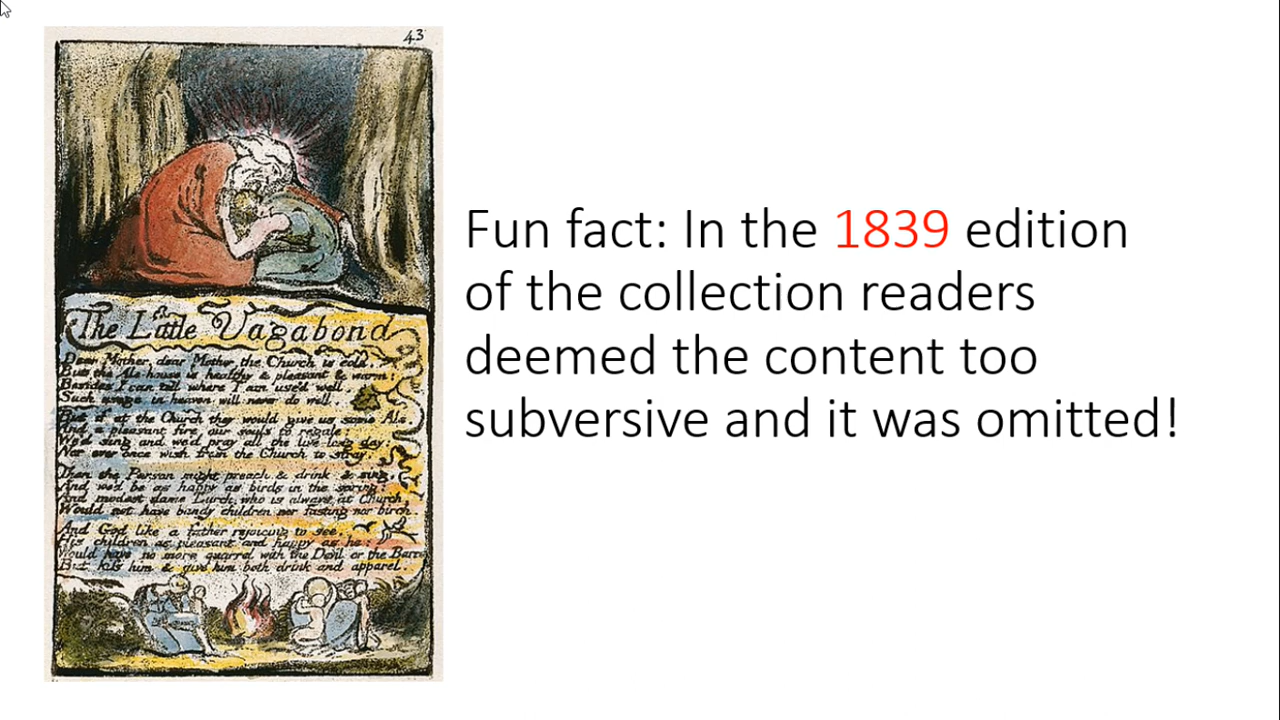 43
The Little Vagabond
Dear Mother, dear Mother, the Church is cold,
But the Ale-house is healthy & pleasant & warm:
Besides I can tell where I am use'd well,
Such usage in heaven will never do well.
But if at the Church they would give us some Ale,
And a pleasant fire our souls to regale:
We'd sing and we'd pray all the live-long day:
Nor ever once wish from the Church to stray.
Then the Parson might preach & drink & sing,
And we'd be as happy as birds in the spring:
And modest dame Lurch, who is always at Church
Would not have bandy children nor fasting nor birch.
And God like a father rejoicing to see,
His children as pleasant and happy as he:
Would have no more quarrel with the Devil or the Barre
But kiss him & give him both drink and apparel.
Fun fact: In the 1839 edition
of the collection readers
deemed the content too
subversive and it was omitted!